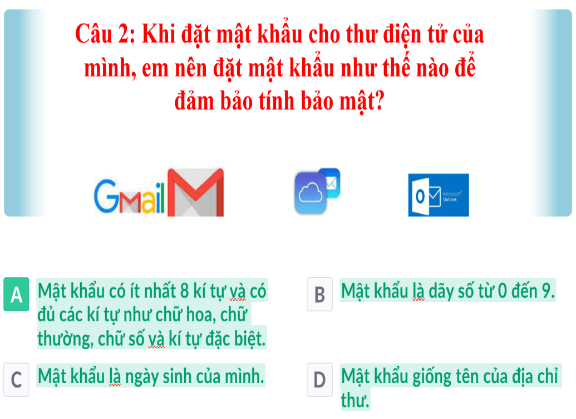 Câu 2: Khi đặt mật khẩu cho thư điện tử của
mình, em nên đặt mật khẩu như thế nào để
đảm bảo tính bảo mật?
Gmail
Microsoft
Outlook
A
Mật khẩu có ít nhất 8 kí tự và có
đủ các kí tự như chữ hoa, chữ
thường, chữ số và kí tự đặc biệt.
B
Mật khẩu là dãy số từ 0 đến 9.
C
Mật khẩu là ngày sinh của mình.
D
Mật khẩu giống tên của địa chỉ
thư.